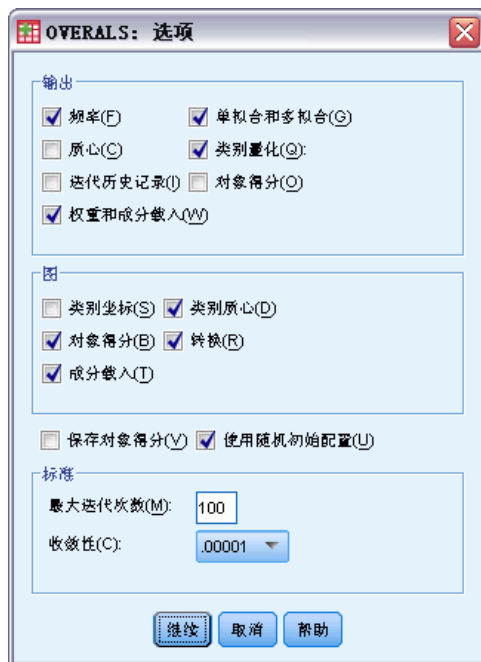 OVERALS: 选项
输出
频率(F) 单拟合和多拟合(G)
质心(C) 类别量化(Q):
迭代历史记录(I) 对象得分(O)
权重和成分载入(W)
图
类别坐标(S) 类别质心(D)
对象得分(B) 转换(R)
成分载入(T)
保存对象得分(V) 使用随机初始配置(U)
标准
最大迭代次数(M): 100
收敛性(C): .00001
继续 取消 帮助